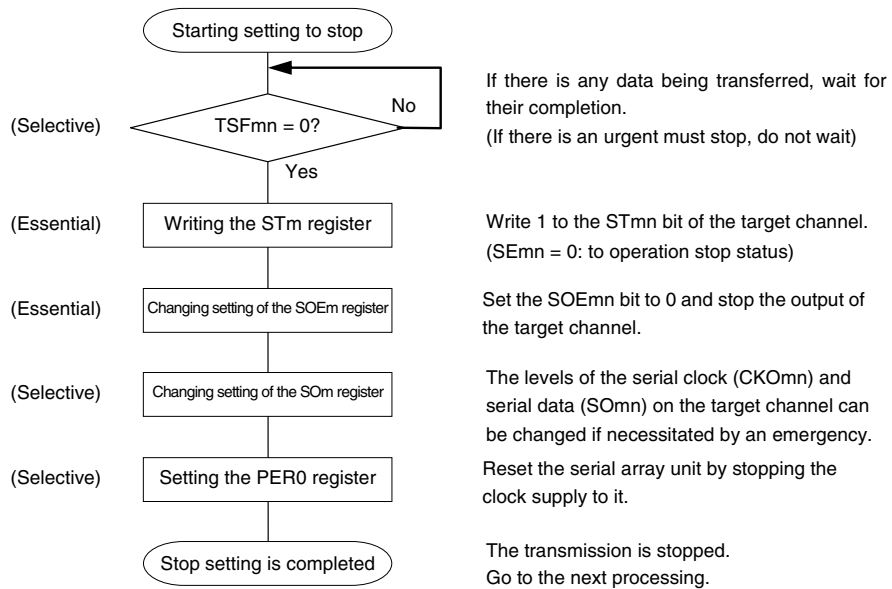 Starting setting to stop
If there is any data being transferred, wait for
their completion.
(If there is an urgent must stop, do not wait)
(Selective)
TSFmn = 0?
No
Yes
(Essential)
Writing the STm register
Write 1 to the STmn bit of the target channel.
(SEmn = 0: to operation stop status)
(Essential)
Changing setting of the SOEm register
Set the SOEmn bit to 0 and stop the output of
the target channel.
(Selective)
Changing setting of the SOm register
The levels of the serial clock (CKOmn) and
serial data (SOmn) on the target channel can
be changed if necessitated by an emergency.
(Selective)
Setting the PER0 register
Reset the serial array unit by stopping the
clock supply to it.
Stop setting is completed
The transmission is stopped.
Go to the next processing.